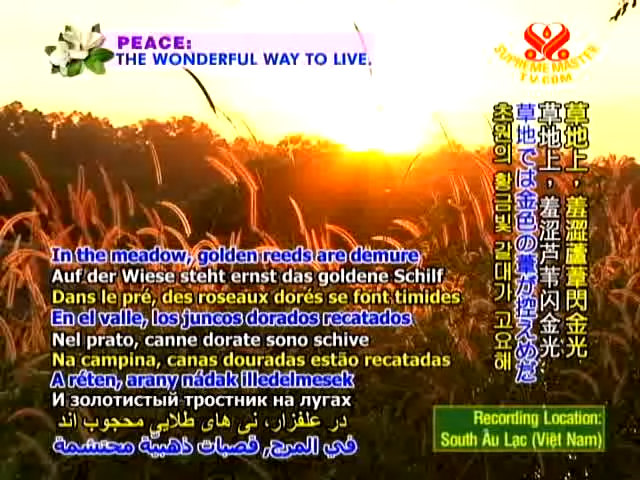 PEACE:
THE WONDERFUL WAY TO LIVE.
SUPREME MASTER
TV.COM
草地上，羞澀蘆葦閃金光
草地上，羞涩芦苇闪金光
草地では金色の葦が控えめだ
초원의 황금빛 갈대가 고요해
In the meadow, golden reeds are demure
Auf der Wiese steht ernst das goldene Schilf
Dans le pré, des roseaux dorés se font timides
En el valle, los juncos dorados recatados
Nel prato, canne dorate sono schive
Na campina, canas douradas estão recatadas
A réten, arany nádak illedelmesek
И золотистый тростник на лугах
در علفزار، نی های طلایی محجوب اند
في المرج, قصبات ذهبية محتشمة
Recording Location:
South Âu Lạc (Việt Nam)